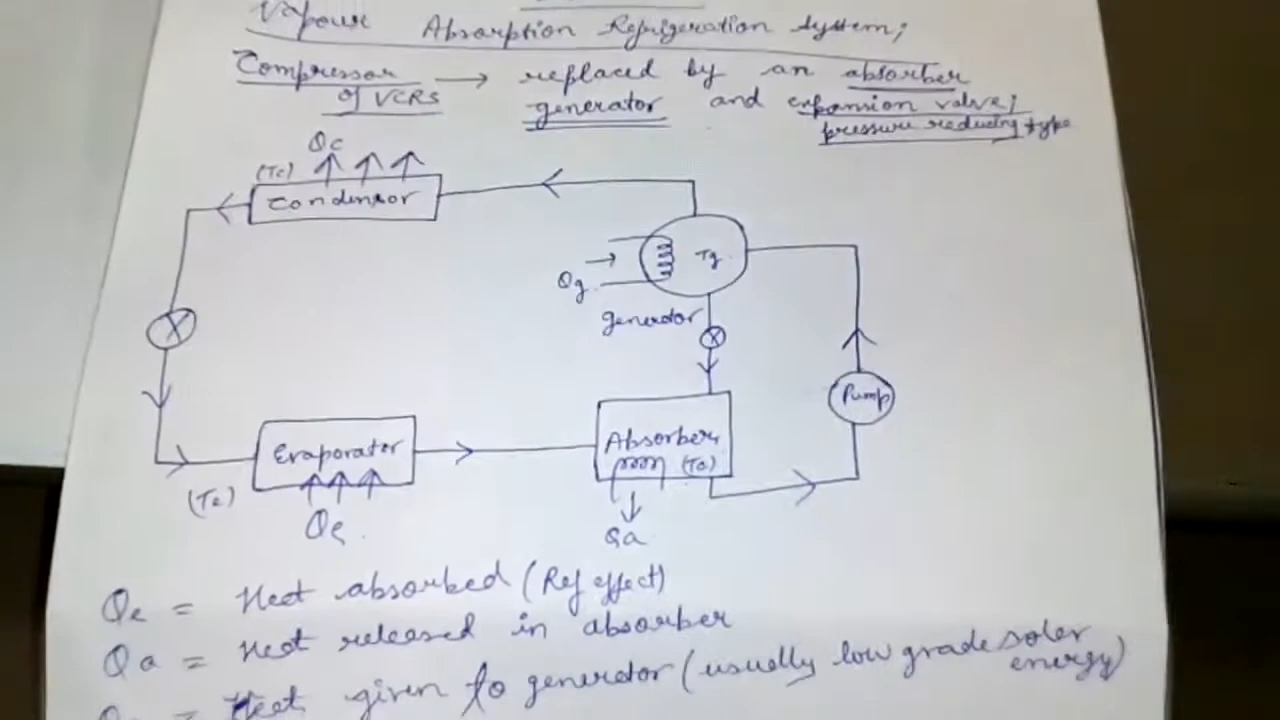 Vapour Absorption Refrigeration System;
Compressor of VCRS → replaced by an absorber
generator and expansion valve;
pressure reducing type
Qc
(Tc)
Condensor
Tg
Qg
generator
Pump
Evaporator
Absorber
(Ta)
(Te)
Qe
Qa
Qe = Heat absorbed (Ref effect)
Qa = Heat released in absorber
= Heat given to generator (usually low grade solar energy)